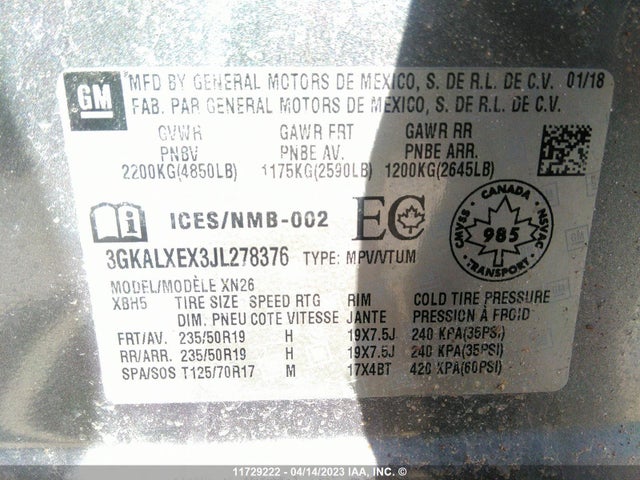 GM
MFD BY GENERAL MOTORS DE MEXICO, S. DE R.L. DE C.V. 01/18
FAB. PAR GENERAL MOTORS DE MEXICO, S. DE R.L. DE C.V.
GVWR GAWR FRT GAWR RR
PNBV PNBE AV. PNBE ARR.
2200KG(4850LB) 1175KG(2590LB) 1200KG(2645LB)
ICES/NMB-002 EC
CANADA
CMVSS 985 NSVAC
TRANSPORT
3GKALXEX3JL278376 TYPE: MPV/VTUM
MODEL/MODÈLE XN26
XBH5 TIRE SIZE SPEED RTG RIM COLD TIRE PRESSURE
DIM. PNEU COTE VITESSE JANTE PRESSION À FROID
FRT/AV. 235/50R19 H 19X7.5J 240 KPA(35PSI)
RR/ARR. 235/50R19 H 19X7.5J 240 KPA(35PSI)
SPA/SOS T125/70R17 M 17X4BT 420 KPA(60PSI)
11729222 - 04/14/2023 IAA, INC. ©